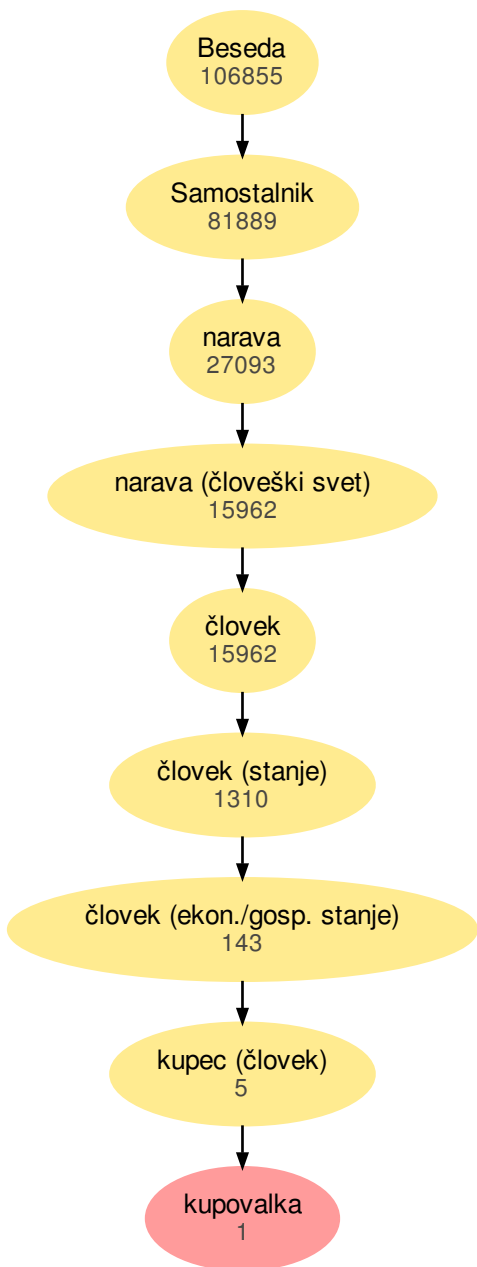 Beseda
106855
Samostalnik
81889
narava
27093
narava (človeški svet)
15962
človek
15962
človek (stanje)
1310
človek (ekon./gosp. stanje)
143
kupec (človek)
5
kupovalka
1